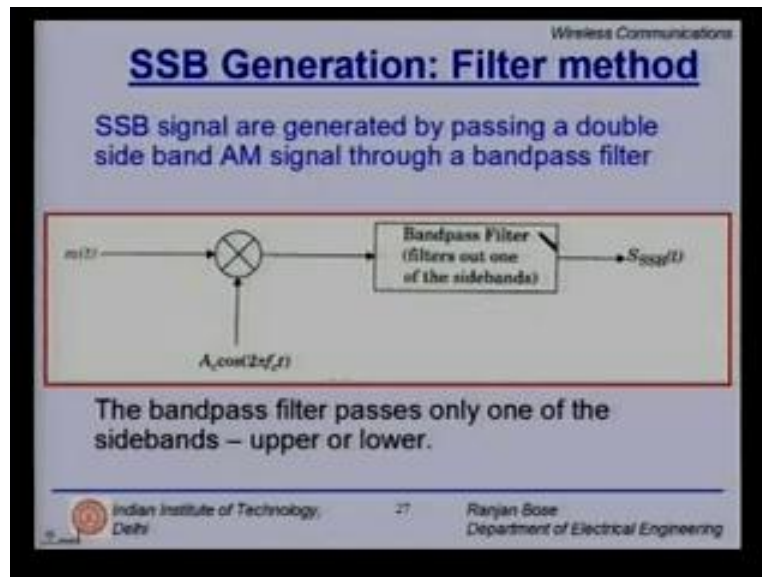 Wireless Communications
SSB Generation: Filter method
SSB signal are generated by passing a double
side band AM signal through a bandpass filter
m(t)
Bandpass Filter
(filters out one
of the sidebands)
S_SSB(t)
A_c cos(2πf_c t)
The bandpass filter passes only one of the
sidebands – upper or lower.
Indian Institute of Technology,
Delhi
27
Ranjan Bose
Department of Electrical Engineering